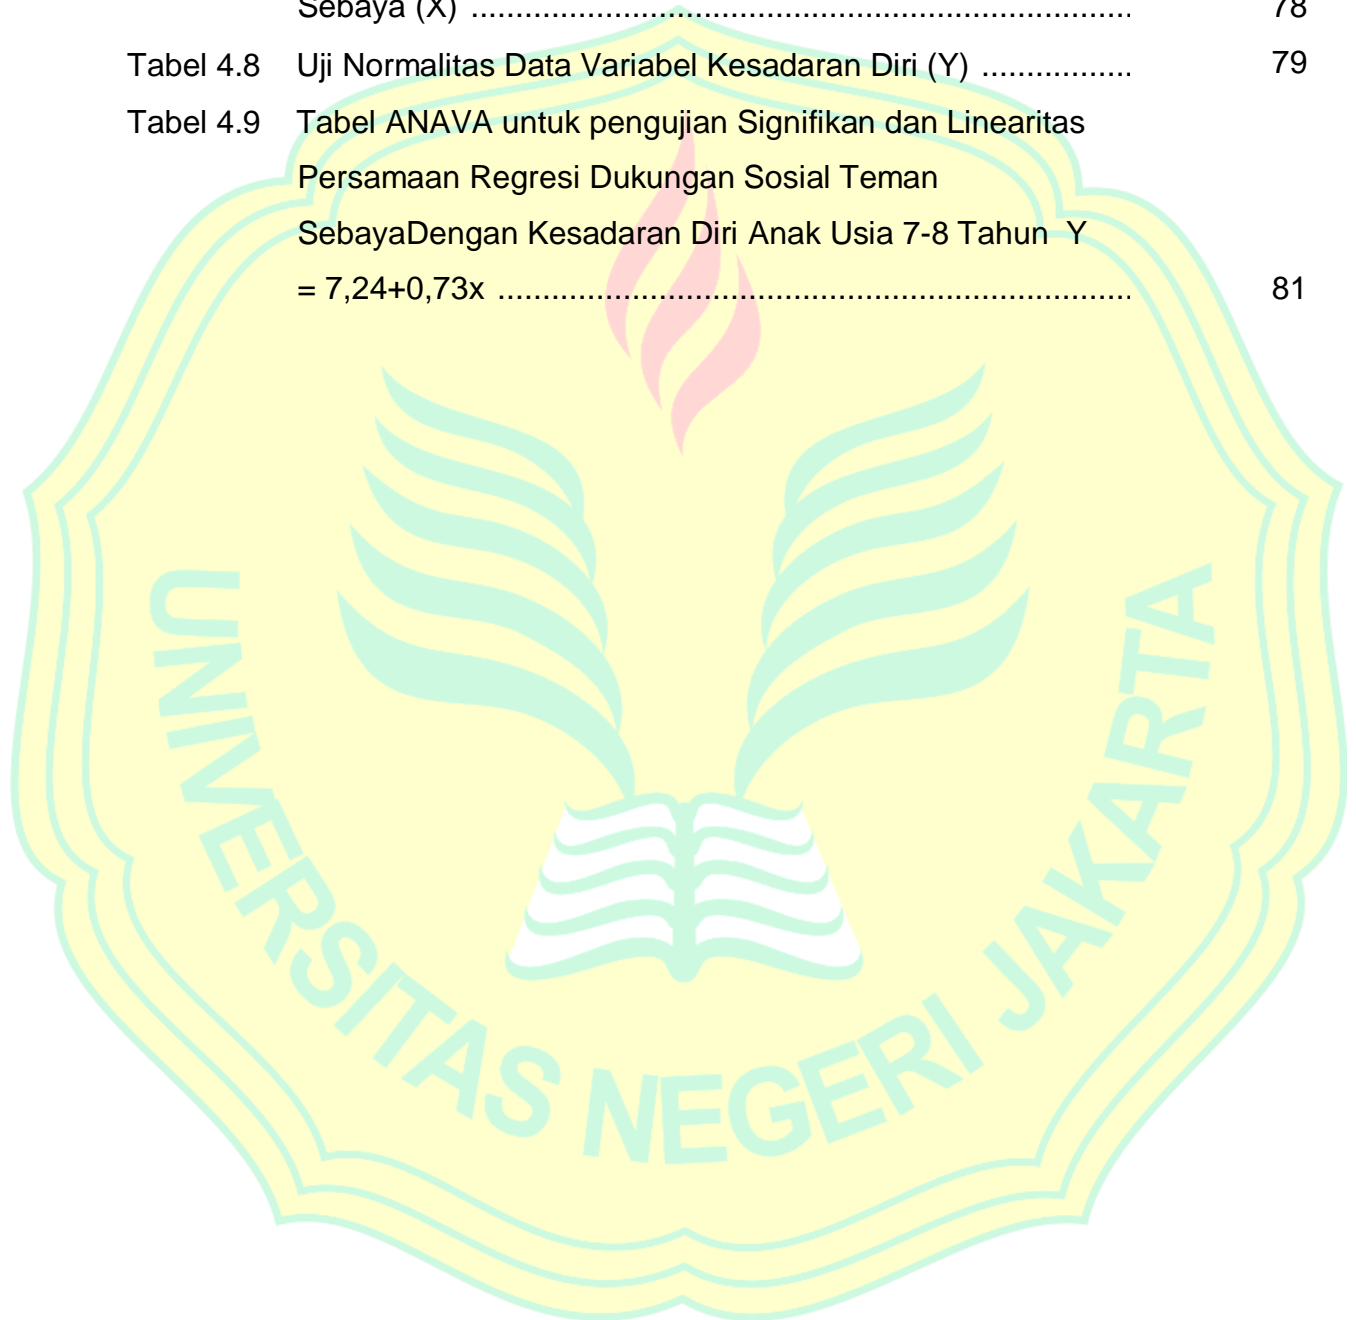 Sebaya (X) ........................................................................... 78
Tabel 4.8 Uji Normalitas Data Variabel Kesadaran Diri (Y) ................. 79
Tabel 4.9 Tabel ANAVA untuk pengujian Signifikan dan Linearitas
Persamaan Regresi Dukungan Sosial Teman
SebayaDengan Kesadaran Diri Anak Usia 7-8 Tahun Y
= 7,24+0,73x ........................................................................ 81
UNIVERSITAS NEGERI JAKARTA